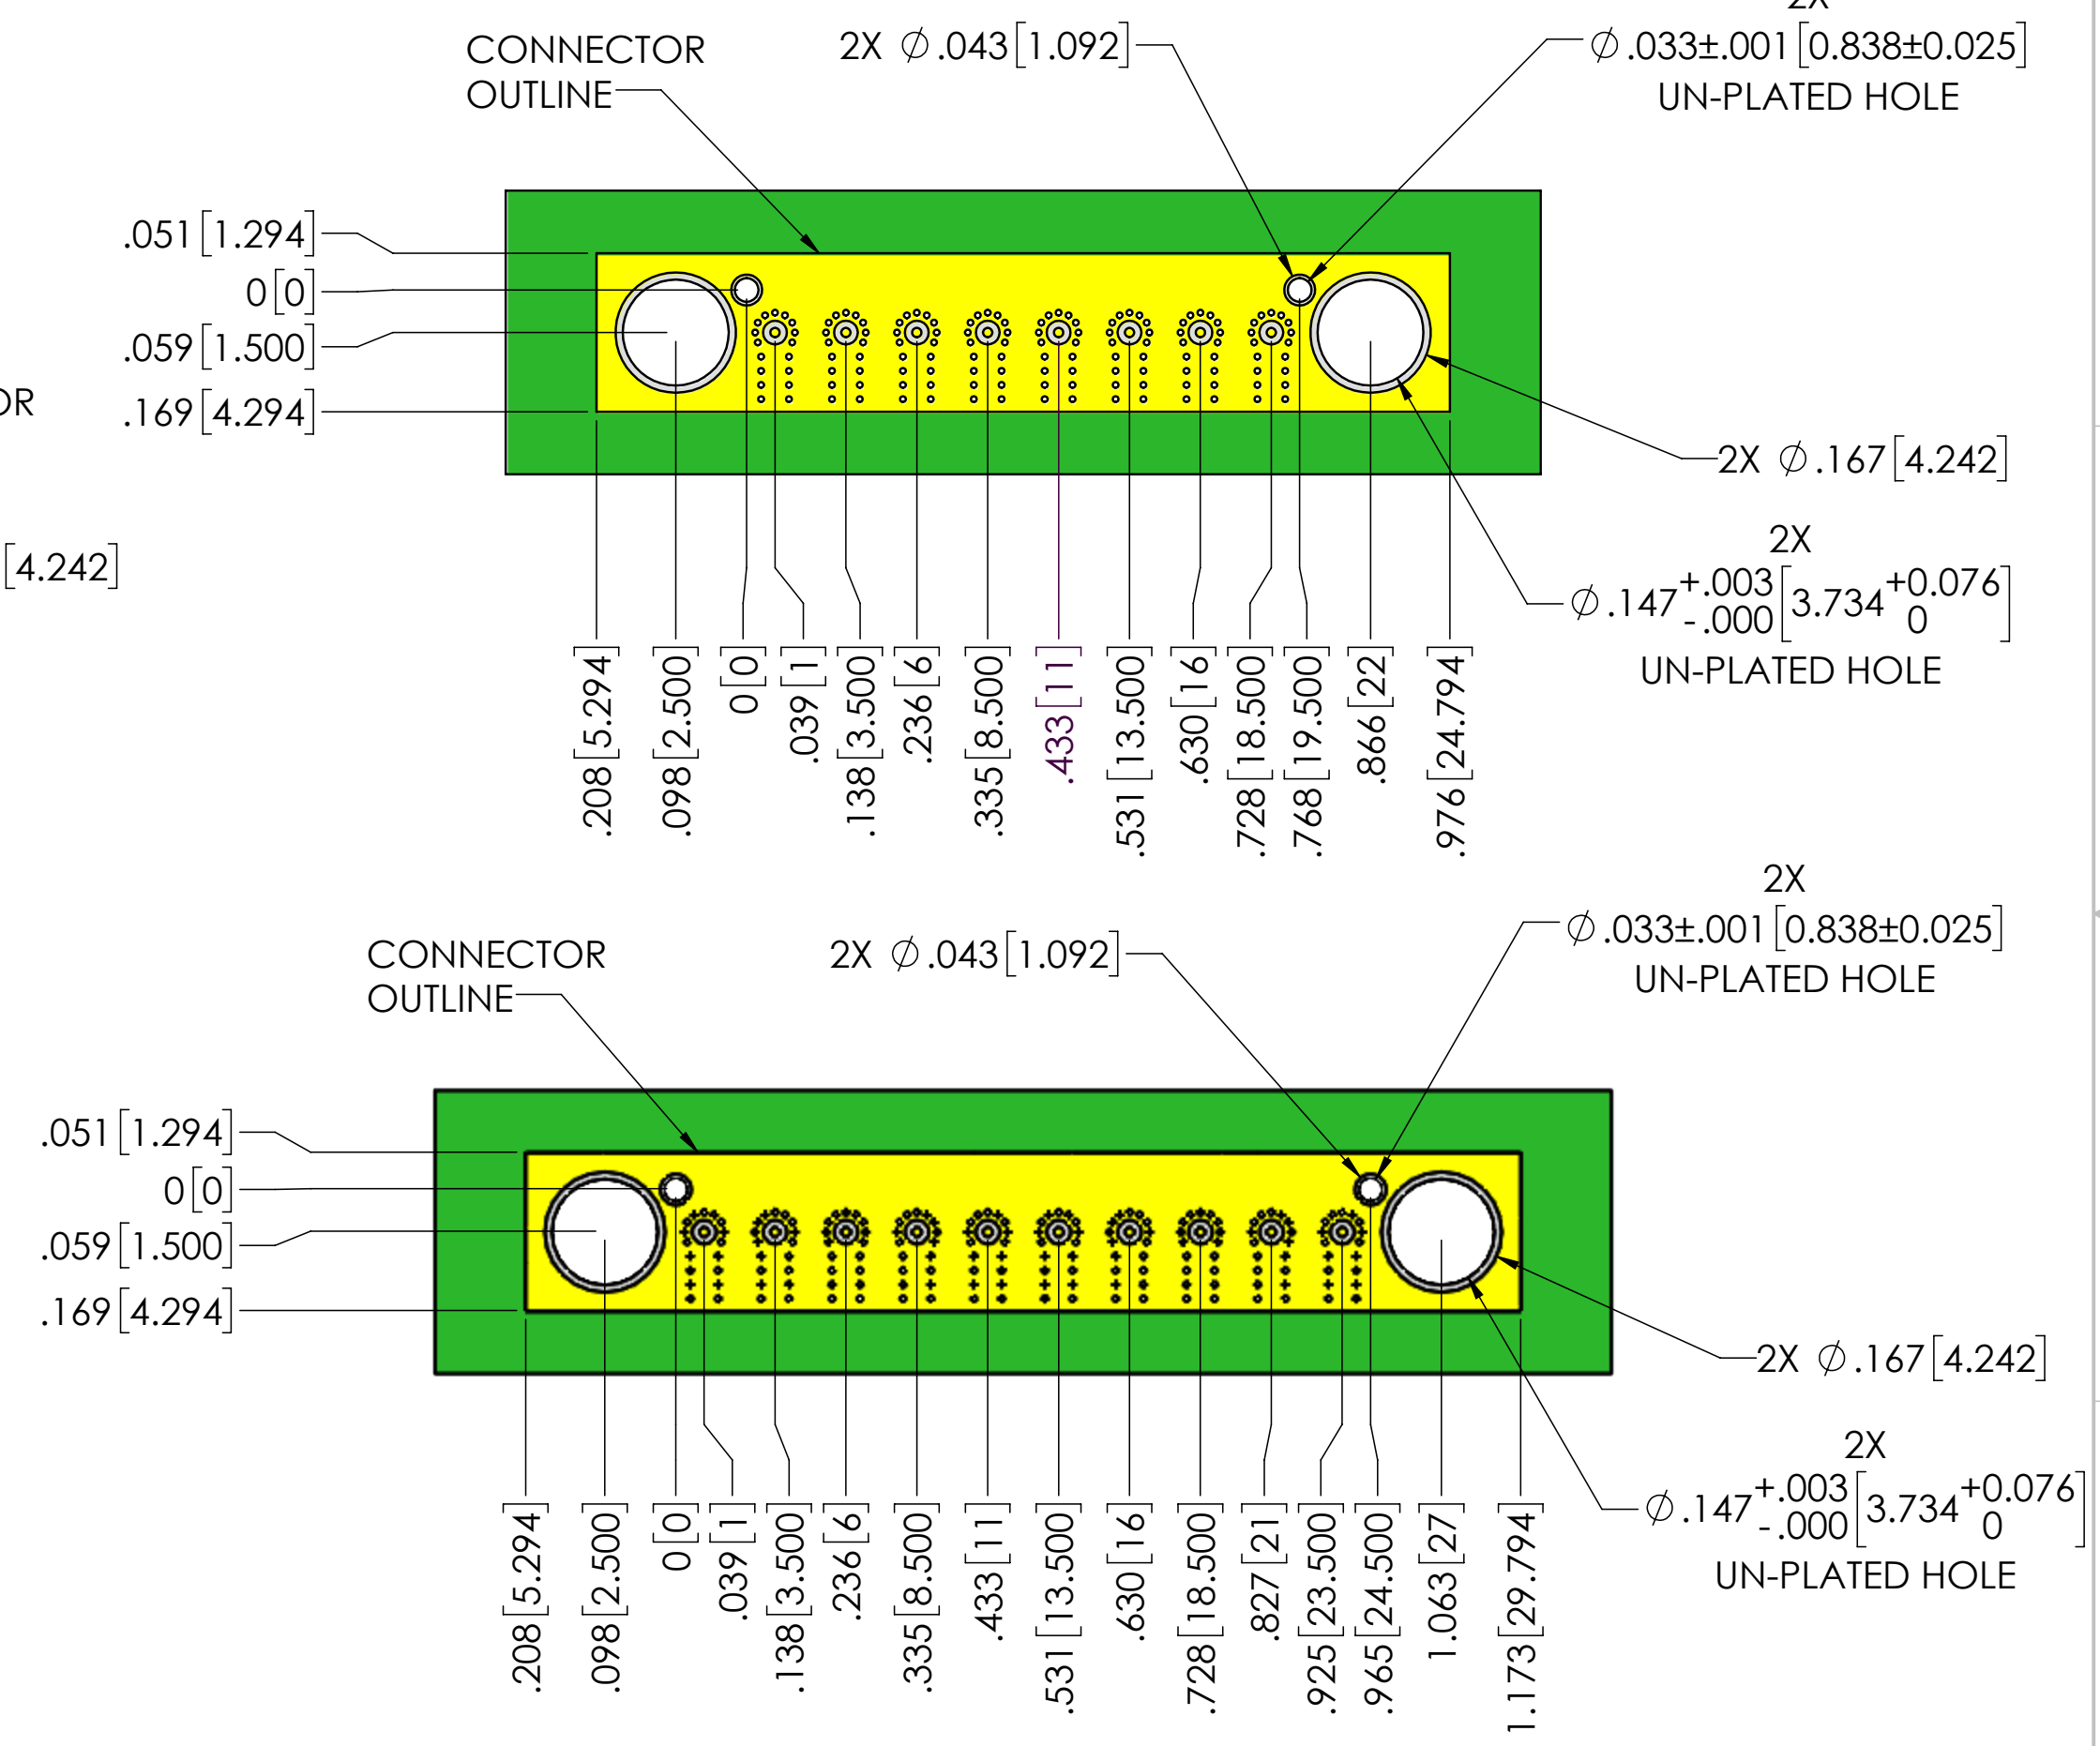 2X
CONNECTOR
OUTLINE
2X ∅.043[1.092]
∅.033±.001[0.838±0.025]
UN-PLATED HOLE
.051[1.294]
0[0]
.059[1.500]
.169[4.294]
OR
[4.242]
2X ∅.167[4.242]
2X
∅.147 +.003 -.000 [3.734 +0.076 0]
UN-PLATED HOLE
.208[5.294]
.098[2.500]
0[0]
.039[1]
.138[3.500]
.236[6]
.335[8.500]
.433[11]
.531[13.500]
.630[16]
.728[18.500]
.768[19.500]
.866[22]
.976[24.794]
CONNECTOR
OUTLINE
2X ∅.043[1.092]
2X
∅.033±.001[0.838±0.025]
UN-PLATED HOLE
.051[1.294]
0[0]
.059[1.500]
.169[4.294]
2X ∅.167[4.242]
2X
∅.147 +.003 -.000 [3.734 +0.076 0]
UN-PLATED HOLE
.208[5.294]
.098[2.500]
0[0]
.039[1]
.138[3.500]
.236[6]
.335[8.500]
.433[11]
.531[13.500]
.630[16]
.728[18.500]
.827[21]
.925[23.500]
.965[24.500]
1.063[27]
1.173[29.794]